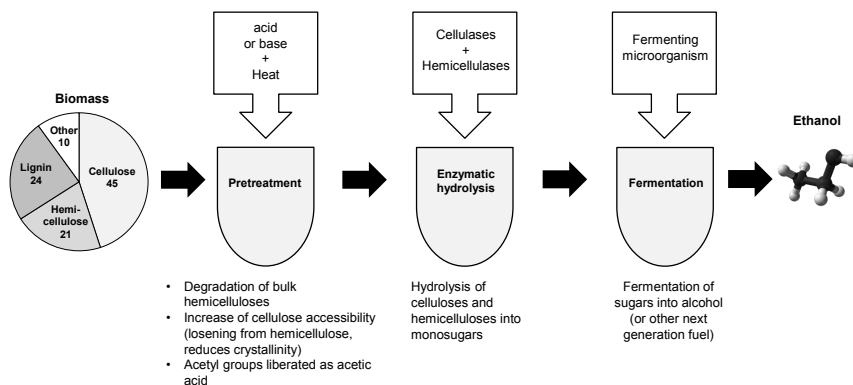 acid
or base
+
Heat
Cellulases
+
Hemicellulases
Fermenting
microorganism
Biomass
Other
10
Cellulose
45
Lignin
24
Hemi-
cellulose
21
Pretreatment
Enzymatic
hydrolysis
Fermentation
Ethanol
• Degradation of bulk
hemicelluloses
• Increase of cellulose accessibility
(losening from hemicellulose,
reduces crystallinity)
• Acetyl groups liberated as acetic
acid
Hydrolysis of
celluloses and
hemicelluloses into
monosugars
Fermentation of
sugars into alcohol
(or other next
generation fuel)